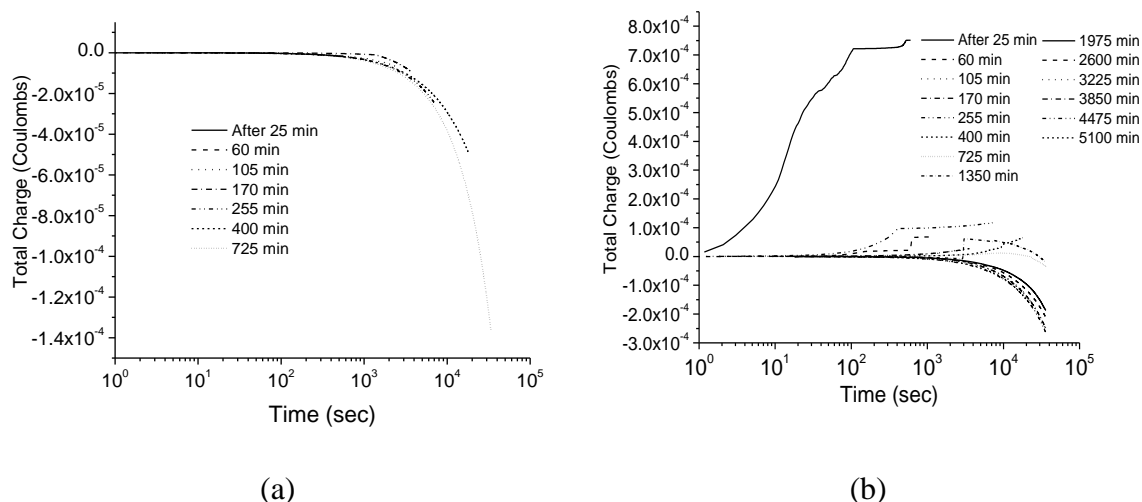 Total Charge (Coulombs)
0.0
-2.0x10⁻⁵
-4.0x10⁻⁵
-6.0x10⁻⁵
-8.0x10⁻⁵
-1.0x10⁻⁴
-1.2x10⁻⁴
-1.4x10⁻⁴
After 25 min
60 min
105 min
170 min
255 min
400 min
725 min
10⁰ 10¹ 10² 10³ 10⁴ 10⁵
Time (sec)
(a)
Total Charge (Coulombs)
8.0x10⁻⁴
7.0x10⁻⁴
6.0x10⁻⁴
5.0x10⁻⁴
4.0x10⁻⁴
3.0x10⁻⁴
2.0x10⁻⁴
1.0x10⁻⁴
0.0
-1.0x10⁻⁴
-2.0x10⁻⁴
-3.0x10⁻⁴
After 25 min
60 min
105 min
170 min
255 min
400 min
725 min
1350 min
1975 min
2600 min
3225 min
3850 min
4475 min
5100 min
10⁰ 10¹ 10² 10³ 10⁴ 10⁵
Time (sec)
(b)